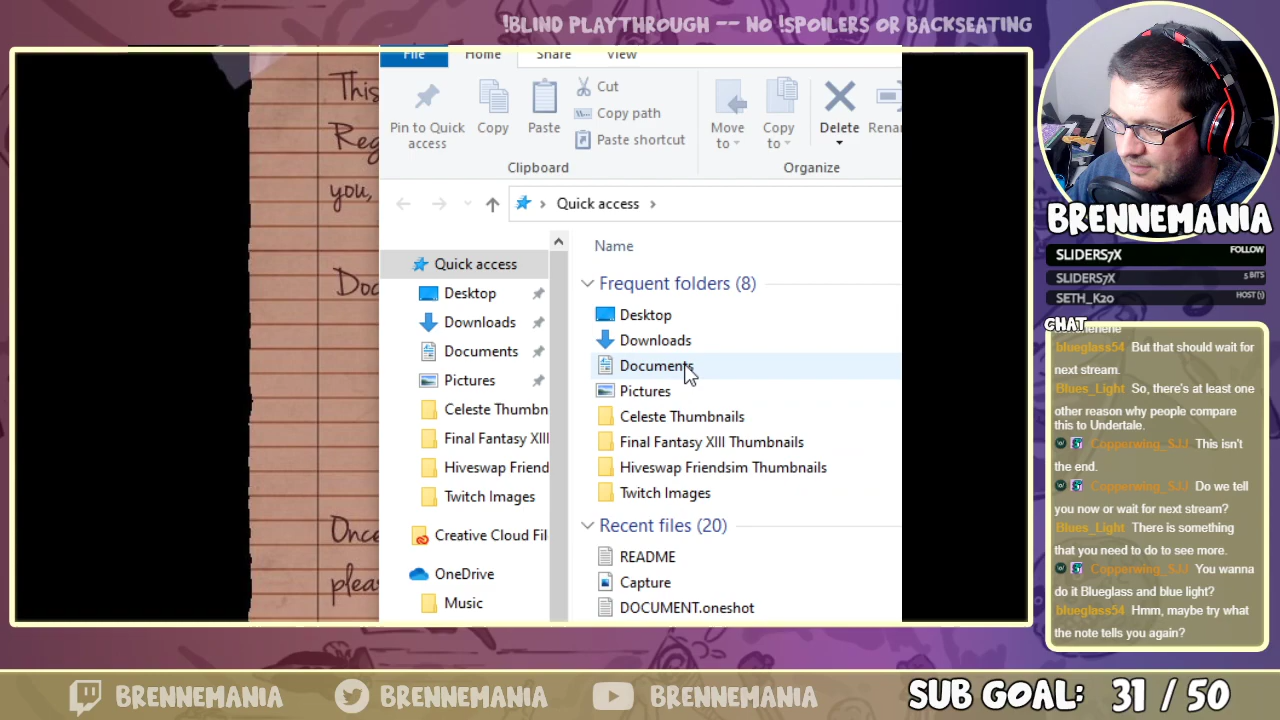 !BLIND PLAYTHROUGH -- NO !SPOILERS OR BACKSEATING
This
Reg
you,
Doc
Once
plea
File
Home
Share
View
Pin to Quick
access
Copy
Paste
Cut
Copy path
Paste shortcut
Clipboard
Move
to
Copy
to
Delete
Renam
Organize
Quick access
Quick access
Desktop
Downloads
Documents
Pictures
Celeste Thumbn
Final Fantasy XIII
Hiveswap Friend
Twitch Images
Creative Cloud Fil
OneDrive
Music
Name
Frequent folders (8)
Desktop
Downloads
Documents
Pictures
Celeste Thumbnails
Final Fantasy XIII Thumbnails
Hiveswap Friendsim Thumbnails
Twitch Images
Recent files (20)
README
Capture
DOCUMENT.oneshot
BRENNEMANIA
SLIDERS7X FOLLOW
SLIDERS7X 5 BITS
SETH_K20 HOST (1)
CHAT
blueglass54 But that should wait for
next stream.
Blues_Light So, there's at least one
other reason why people compare
this to Undertale.
Copperwing_SJJ This isn't
the end.
Copperwing_SJJ Do we tell
you now or wait for next stream?
Blues_Light There is something
that you need to do to see more.
Copperwing_SJJ You wanna
do it Blueglass and blue light?
blueglass54 Hmm, maybe try what
the note tells you again?
BRENNEMANIA
BRENNEMANIA
BRENNEMANIA
SUB GOAL: 31 / 50